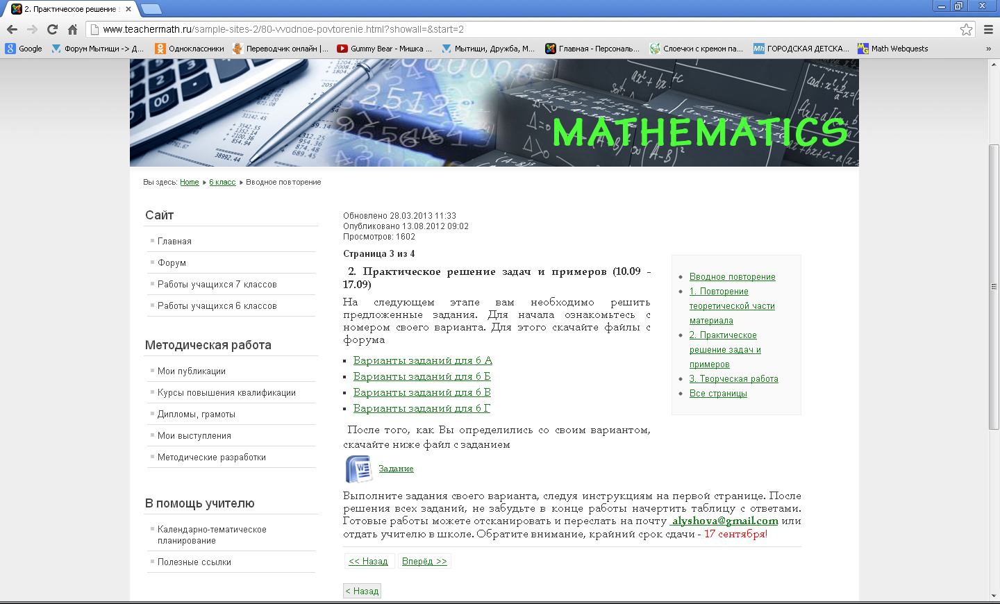 2. Практическое решение з
www.teachermath.ru/sample-sites-2/80-vvodnoe-povtorenie.html?showall=&start=2
Google
Форум Мытищи -> Д...
Одноклассники
Переводчик онлайн |...
Gummy Bear - Мишка ...
Мытищи, Дружба, М...
Главная - Персональ...
Слоечки с кремом па...
ГОРОДСКАЯ ДЕТСКА...
Math Webquests
»
MATHEMATICS
Вы здесь: Home 6 класс Вводное повторение
Сайт
Главная
Форум
Работы учащихся 7 классов
Работы учащихся 6 классов
Методическая работа
Мои публикации
Курсы повышения квалификации
Дипломы, грамоты
Мои выступления
Методические разработки
В помощь учителю
Календарно-тематическое
планирование
Полезные ссылки
Обновлено 28.03.2013 11:33
Опубликовано 13.08.2012 09:02
Просмотров: 1602
Страница 3 из 4
2. Практическое решение задач и примеров (10.09 -
17.09)
На следующем этапе вам необходимо решить
предложенные задания. Для начала ознакомьтесь с
номером своего варианта. Для этого скачайте файлы с
форума
Варианты заданий для 6 А
Варианты заданий для 6 Б
Варианты заданий для 6 В
Варианты заданий для 6 Г
После того, как Вы определились со своим вариантом,
скачайте ниже файл с заданием
Задание
Выполните задания своего варианта, следуя инструкциям на первой странице. После
решения всех заданий, не забудьте в конце работы начертить таблицу с ответами.
Готовые работы можете отсканировать и переслать на почту alyshova@gmail.com или
отдать учителю в школе. Обратите внимание, крайний срок сдачи - 17 сентября!
<< Назад
Вперёд >>
< Назад
Вводное повторение
1. Повторение
теоретической части
материала
2. Практическое
решение задач и
примеров
3. Творческая работа
Все страницы